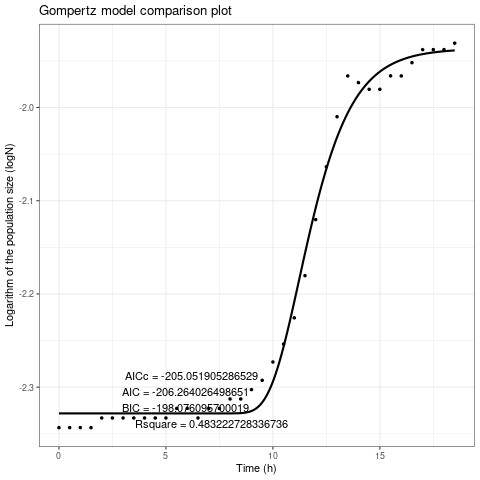 Gompertz model comparison plot
Logarithm of the population size (logN)
-2.0
-2.1
-2.2
-2.3
AICc = -205.051905286529
AIC = -206.264026498651
BIC = -198.076095700019
Rsquare = 0.483222728336736
0 5 10 15
Time (h)